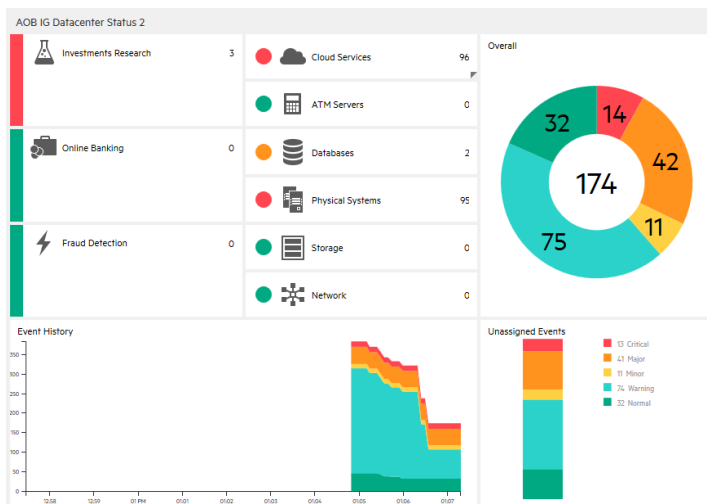 AOB IG Datacenter Status 2
Investments Research 3
Online Banking 0
Fraud Detection 0
Cloud Services 96
ATM Servers 0
Databases 2
Physical Systems 95
Storage 0
Network 0
Overall
14
42
11
75
32
174
Event History
350
300
250
200
150
100
50
0
12:58 12:59 01 PM 01:01 01:02 01:03 01:04 01:05 01:06 01:07
Unassigned Events
13 Critical
41 Major
11 Minor
74 Warning
32 Normal